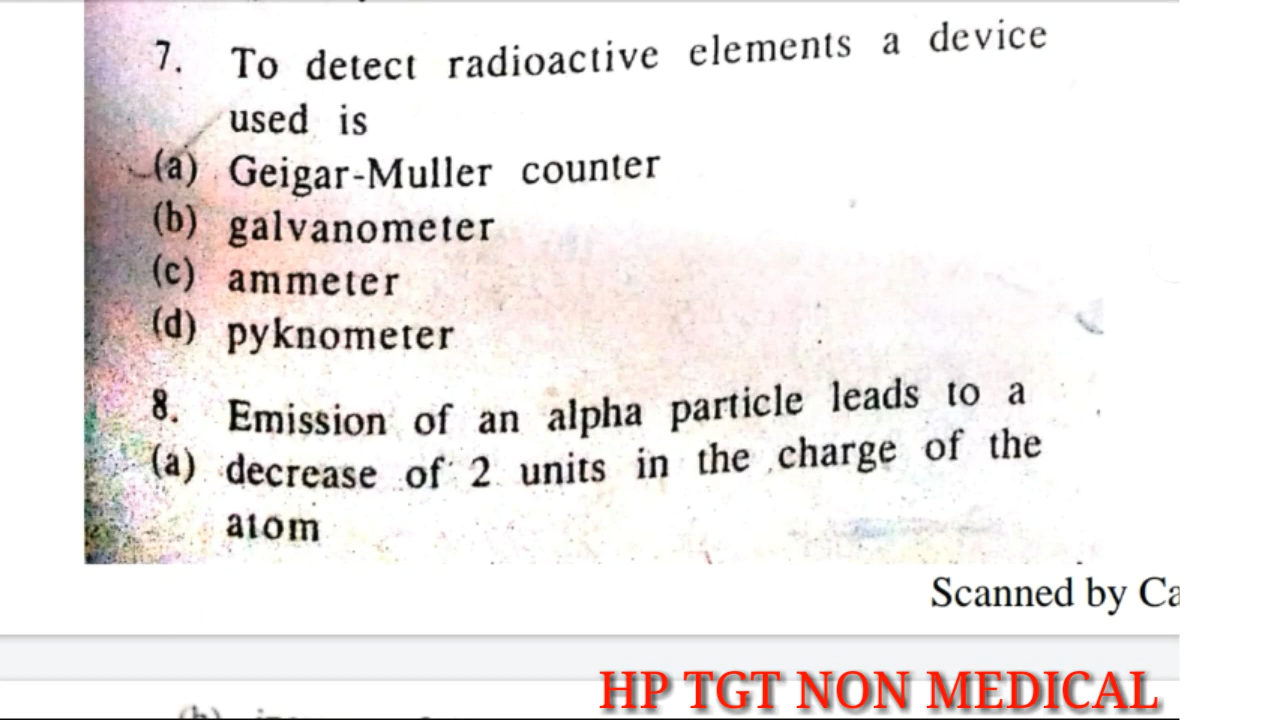 7. To detect radioactive elements a device
used is
(a) Geigar-Muller counter
(b) galvanometer
(c) ammeter
(d) pyknometer
8. Emission of an alpha particle leads to a
(a) decrease of 2 units in the charge of the
atom
Scanned by Ca
HP TGT NON MEDICAL